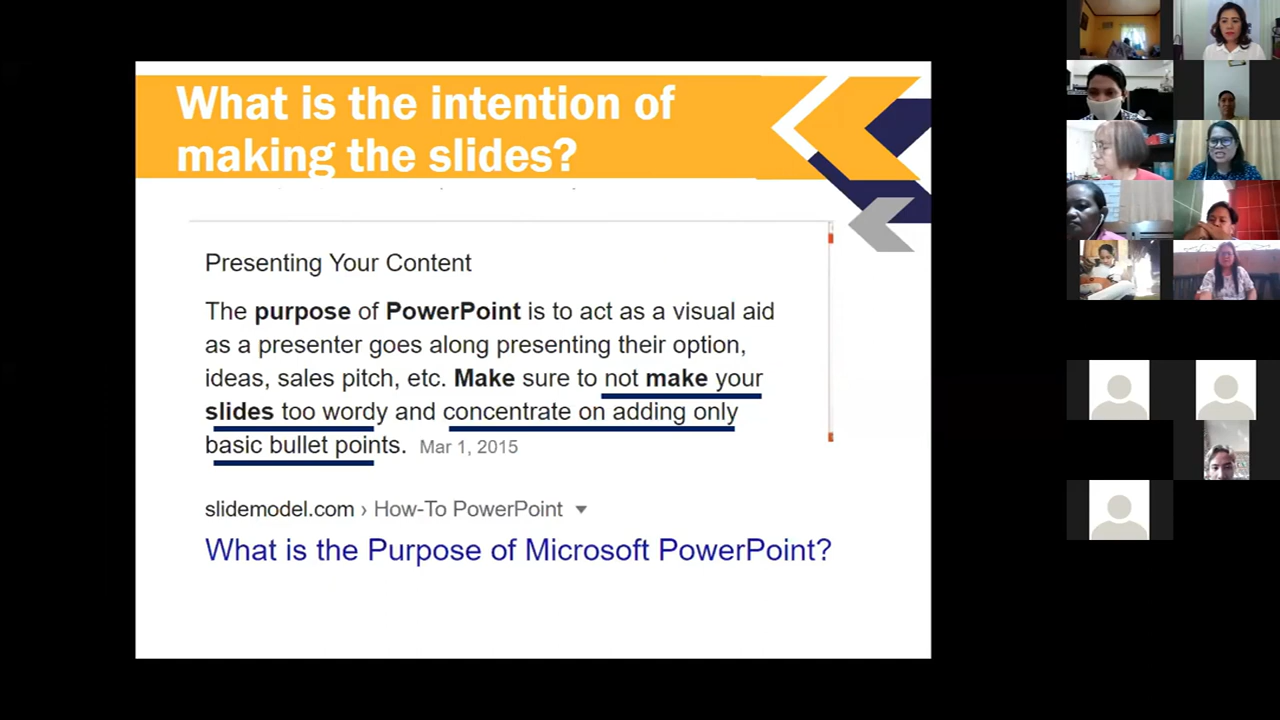 What is the intention of
making the slides?
Presenting Your Content
The purpose of PowerPoint is to act as a visual aid
as a presenter goes along presenting their option,
ideas, sales pitch, etc. Make sure to not make your
slides too wordy and concentrate on adding only
basic bullet points. Mar 1, 2015
slidemodel.com › How-To PowerPoint
What is the Purpose of Microsoft PowerPoint?